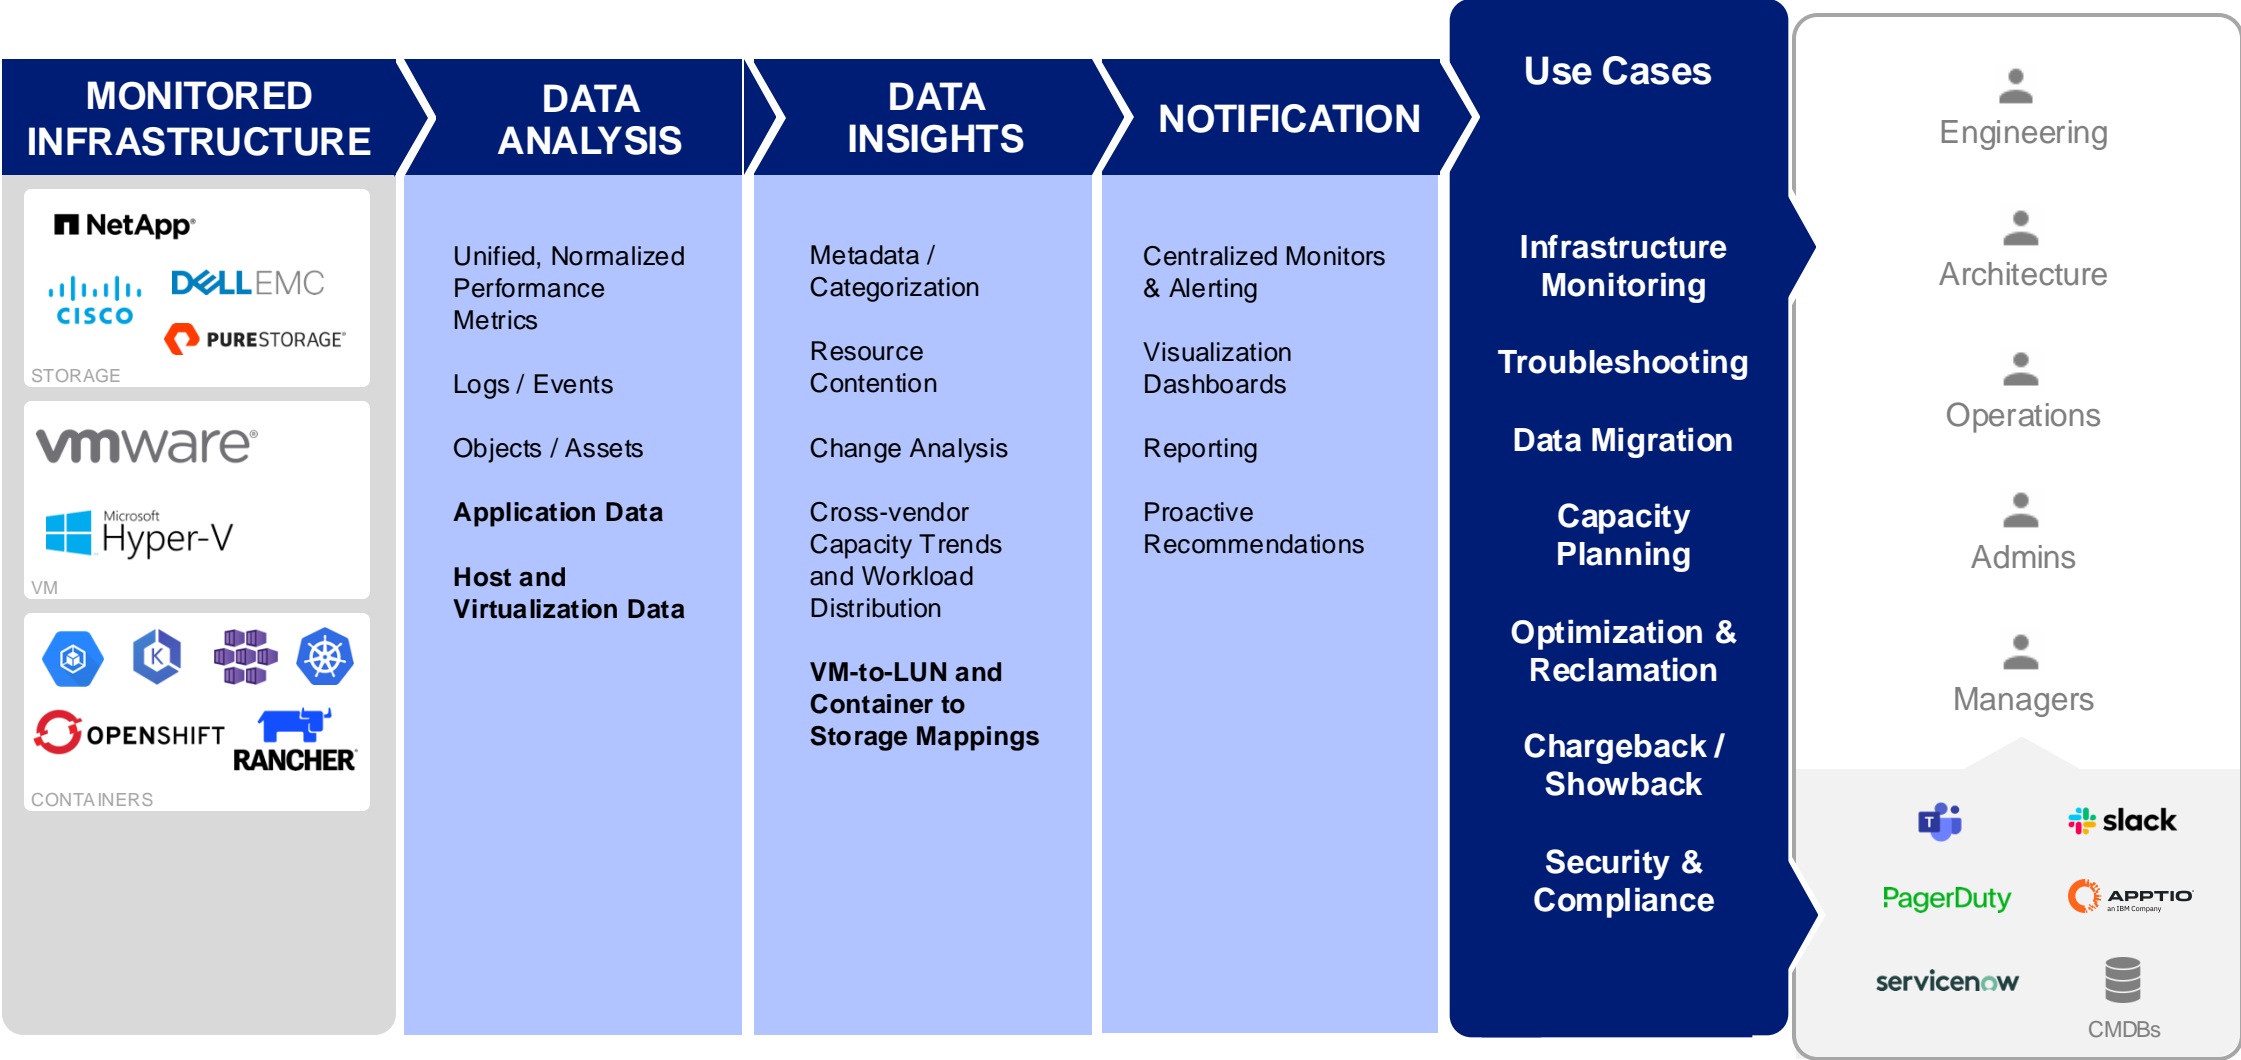 MONITORED
INFRASTRUCTURE
NetApp®
CISCO
DELLEMC
PURESTORAGE®
STORAGE
vmware®
Microsoft
Hyper-V
VM
K
OPENSHIFT
RANCHER®
CONTAINERS
DATA
ANALYSIS
Unified, Normalized
Performance
Metrics
Logs / Events
Objects / Assets
Application Data
Host and
Virtualization Data
DATA
INSIGHTS
Metadata /
Categorization
Resource
Contention
Change Analysis
Cross-vendor
Capacity Trends
and Workload
Distribution
VM-to-LUN and
Container to
Storage Mappings
NOTIFICATION
Centralized Monitors
& Alerting
Visualization
Dashboards
Reporting
Proactive
Recommendations
Use Cases
Infrastructure
Monitoring
Troubleshooting
Data Migration
Capacity
Planning
Optimization &
Reclamation
Chargeback /
Showback
Security &
Compliance
Engineering
Architecture
Operations
Admins
Managers
T
slack
PagerDuty
APPTIO
an IBM Company
servicenow
CMDBs